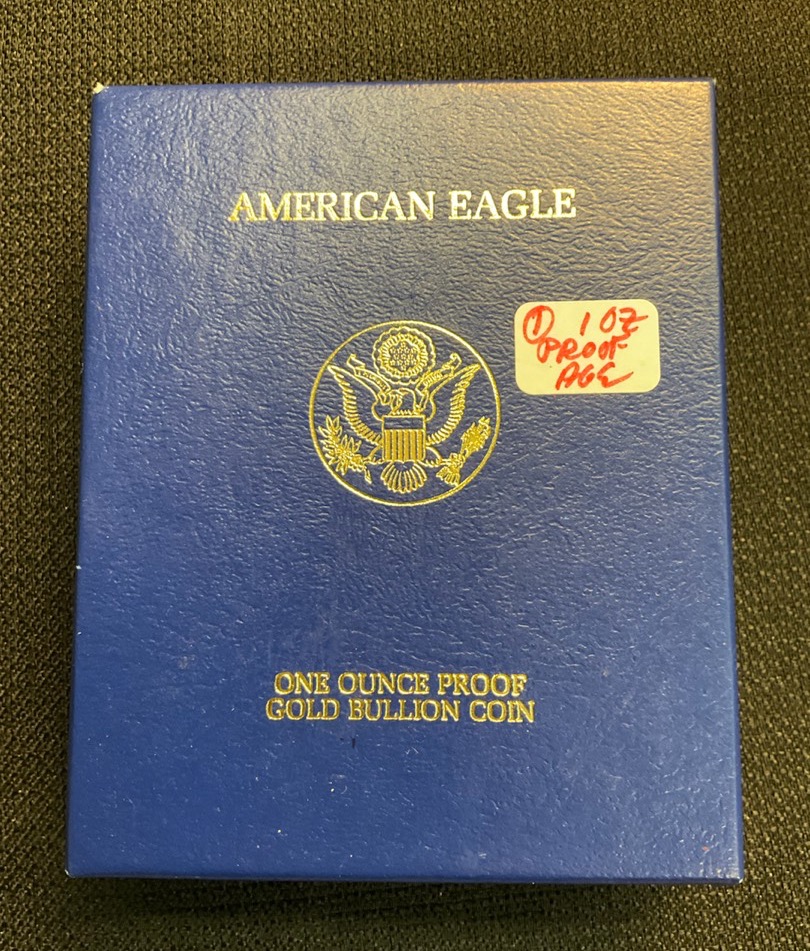 AMERICAN EAGLE
① 1 OZ
PROOF
AGE
ONE OUNCE PROOF
GOLD BULLION COIN